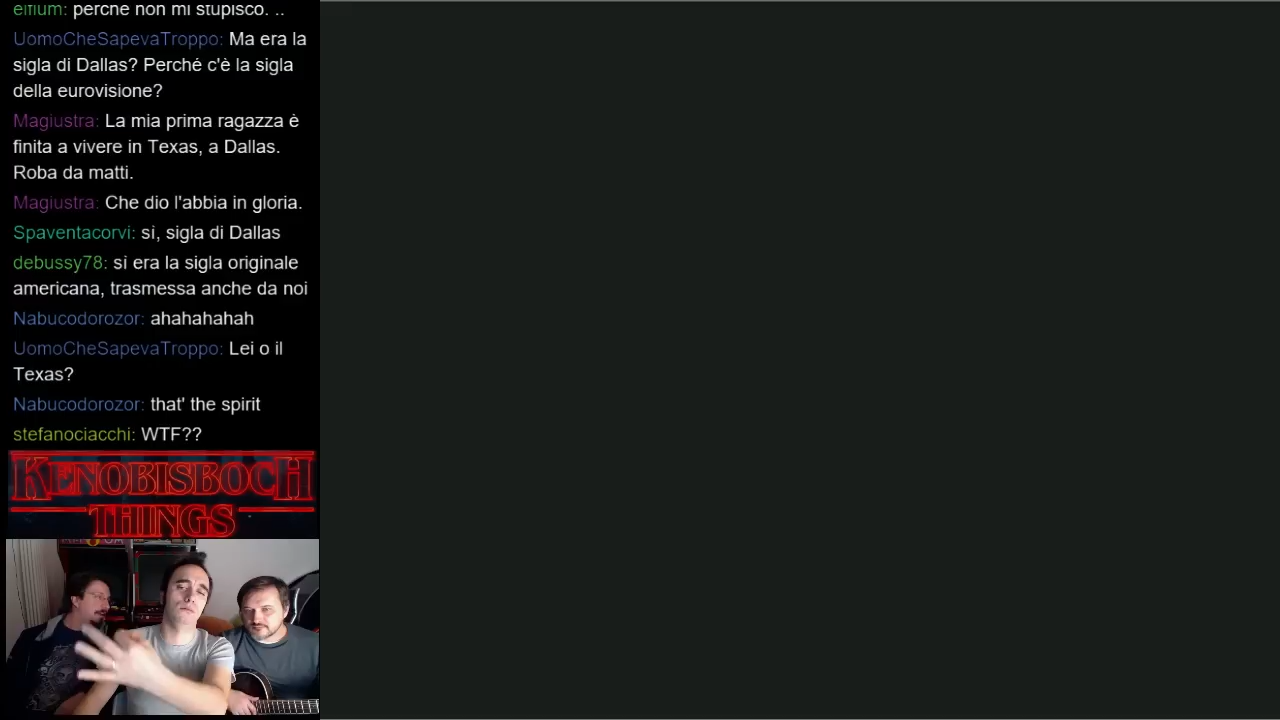 elfium: perche non mi stupisco. ..
UomoCheSapevaTroppo: Ma era la
sigla di Dallas? Perché c'è la sigla
della eurovisione?
Magiustra: La mia prima ragazza è
finita a vivere in Texas, a Dallas.
Roba da matti.
Magiustra: Che dio l'abbia in gloria.
Spaventacorvi: si, sigla di Dallas
debussy78: si era la sigla originale
americana, trasmessa anche da noi
Nabucodorozor: ahahahahah
UomoCheSapevaTroppo: Lei o il
Texas?
Nabucodorozor: that' the spirit
stefanociacchi: WTF??
KENOBISBOCH
THINGS